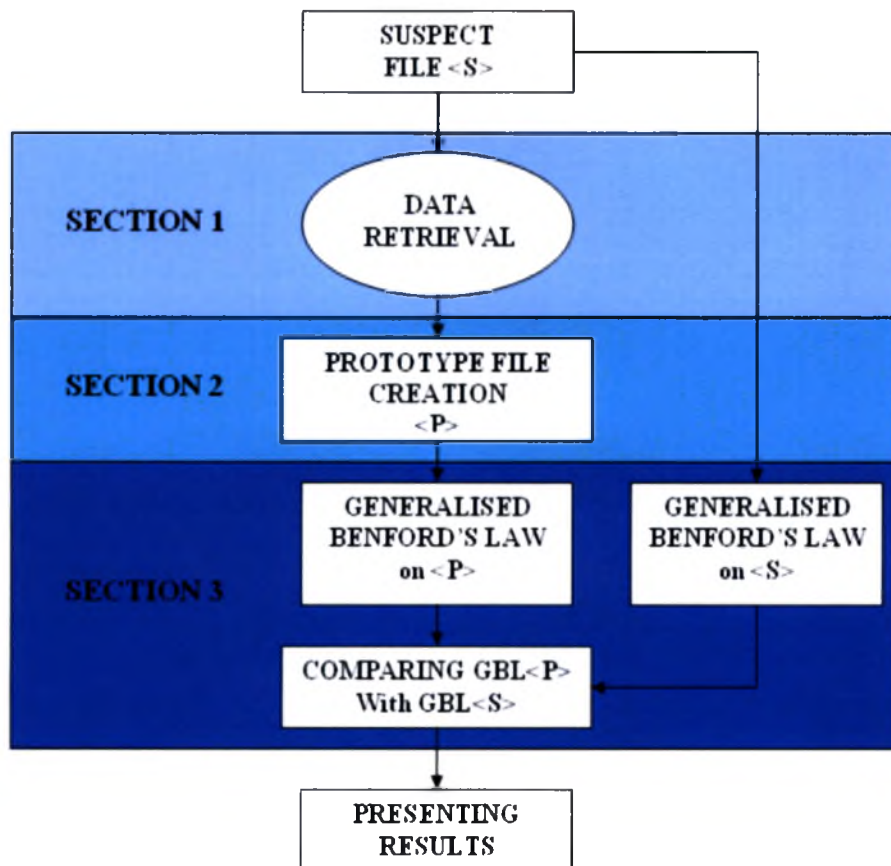 SUSPECT
FILE <S>
SECTION 1
DATA
RETRIEVAL
SECTION 2
PROTOTYPE FILE
CREATION
<P>
SECTION 3
GENERALISED
BENFORD'S LAW
on <P>
GENERALISED
BENFORD'S LAW
on <S>
COMPARING GBL<P>
With GBL<S>
PRESENTING
RESULTS